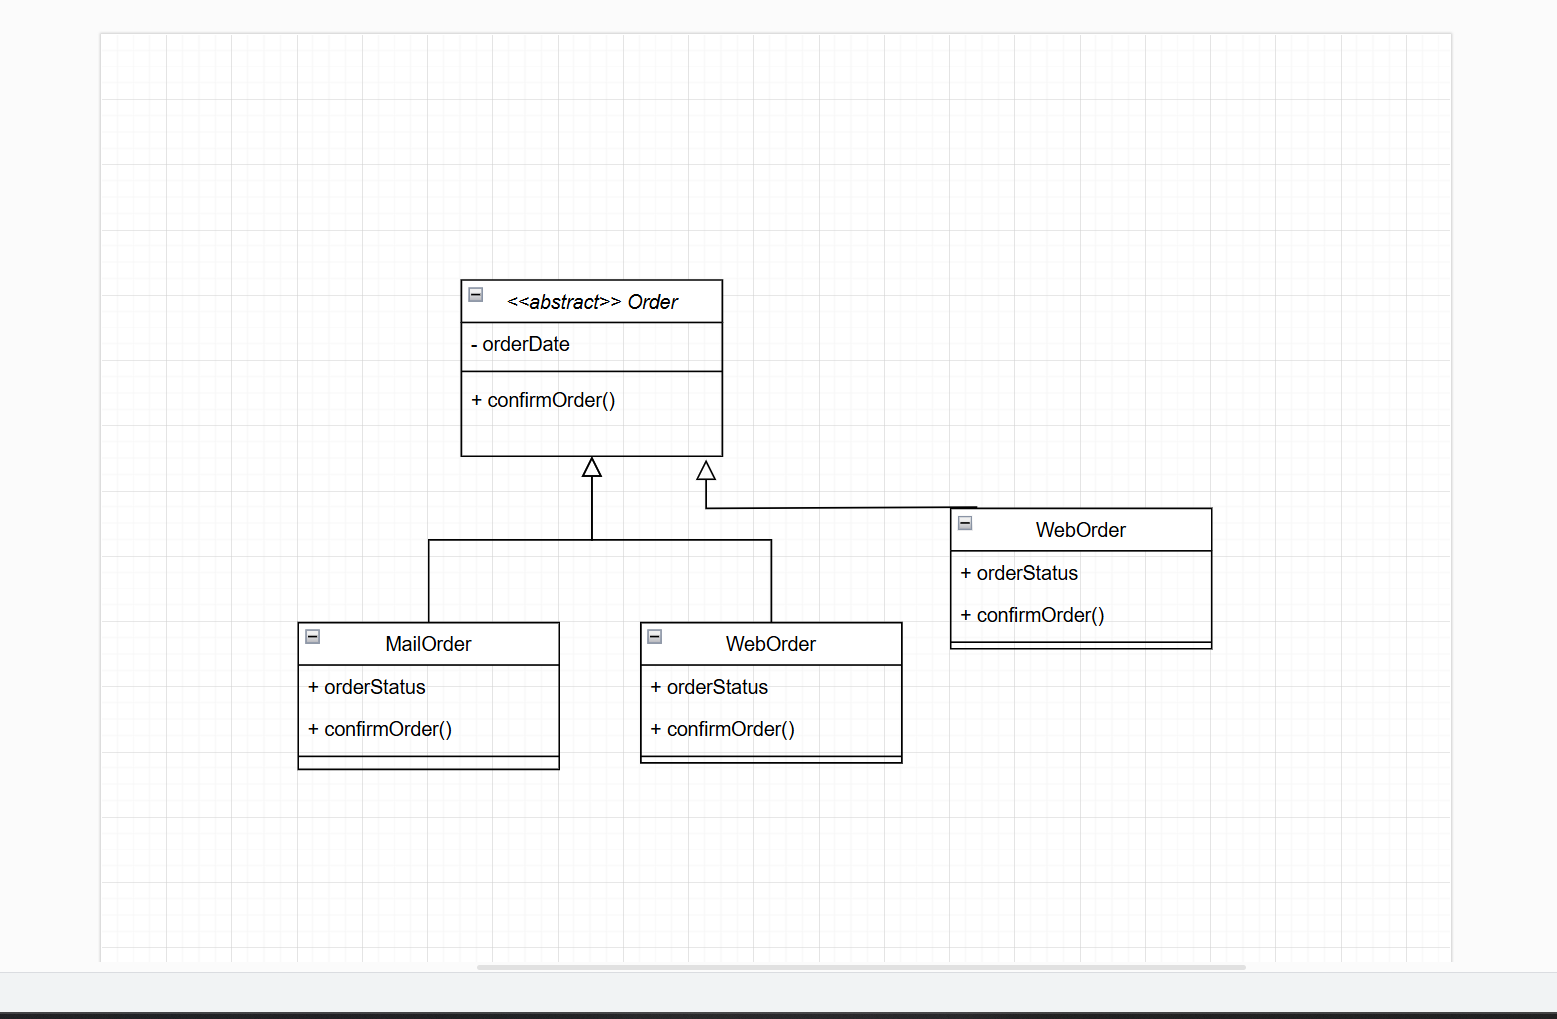 <<abstract>> Order
- orderDate
+ confirmOrder()
WebOrder
+ orderStatus
+ confirmOrder()
MailOrder
+ orderStatus
+ confirmOrder()
WebOrder
+ orderStatus
+ confirmOrder()